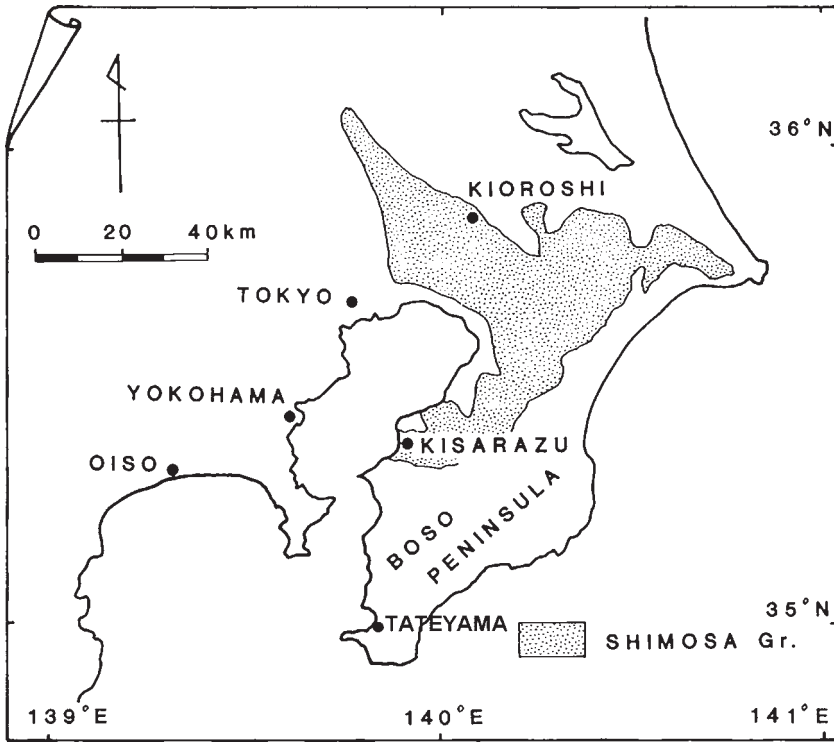 36°N
KIOROSHI
0 20 40km
TOKYO
YOKOHAMA
KISARAZU
OISO
BOSO
PENINSULA
TATEYAMA
35°N
SHIMOSA Gr.
139°E 140°E 141°E